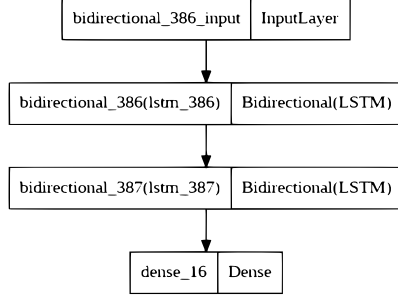 bidirectional_386_input InputLayer
bidirectional_386(lstm_386) Bidirectional(LSTM)
bidirectional_387(lstm_387) Bidirectional(LSTM)
dense_16 Dense